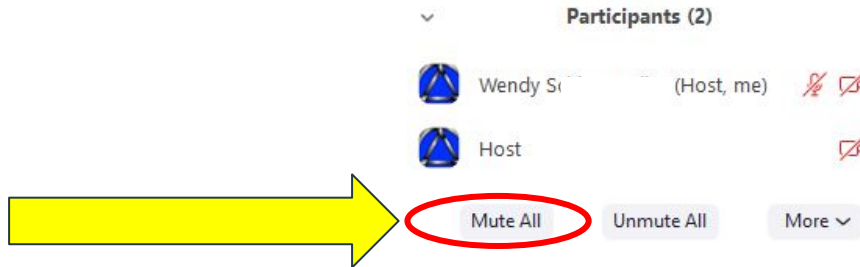 Participants (2)
Wendy (Host, me)
Host
Mute All Unmute All More